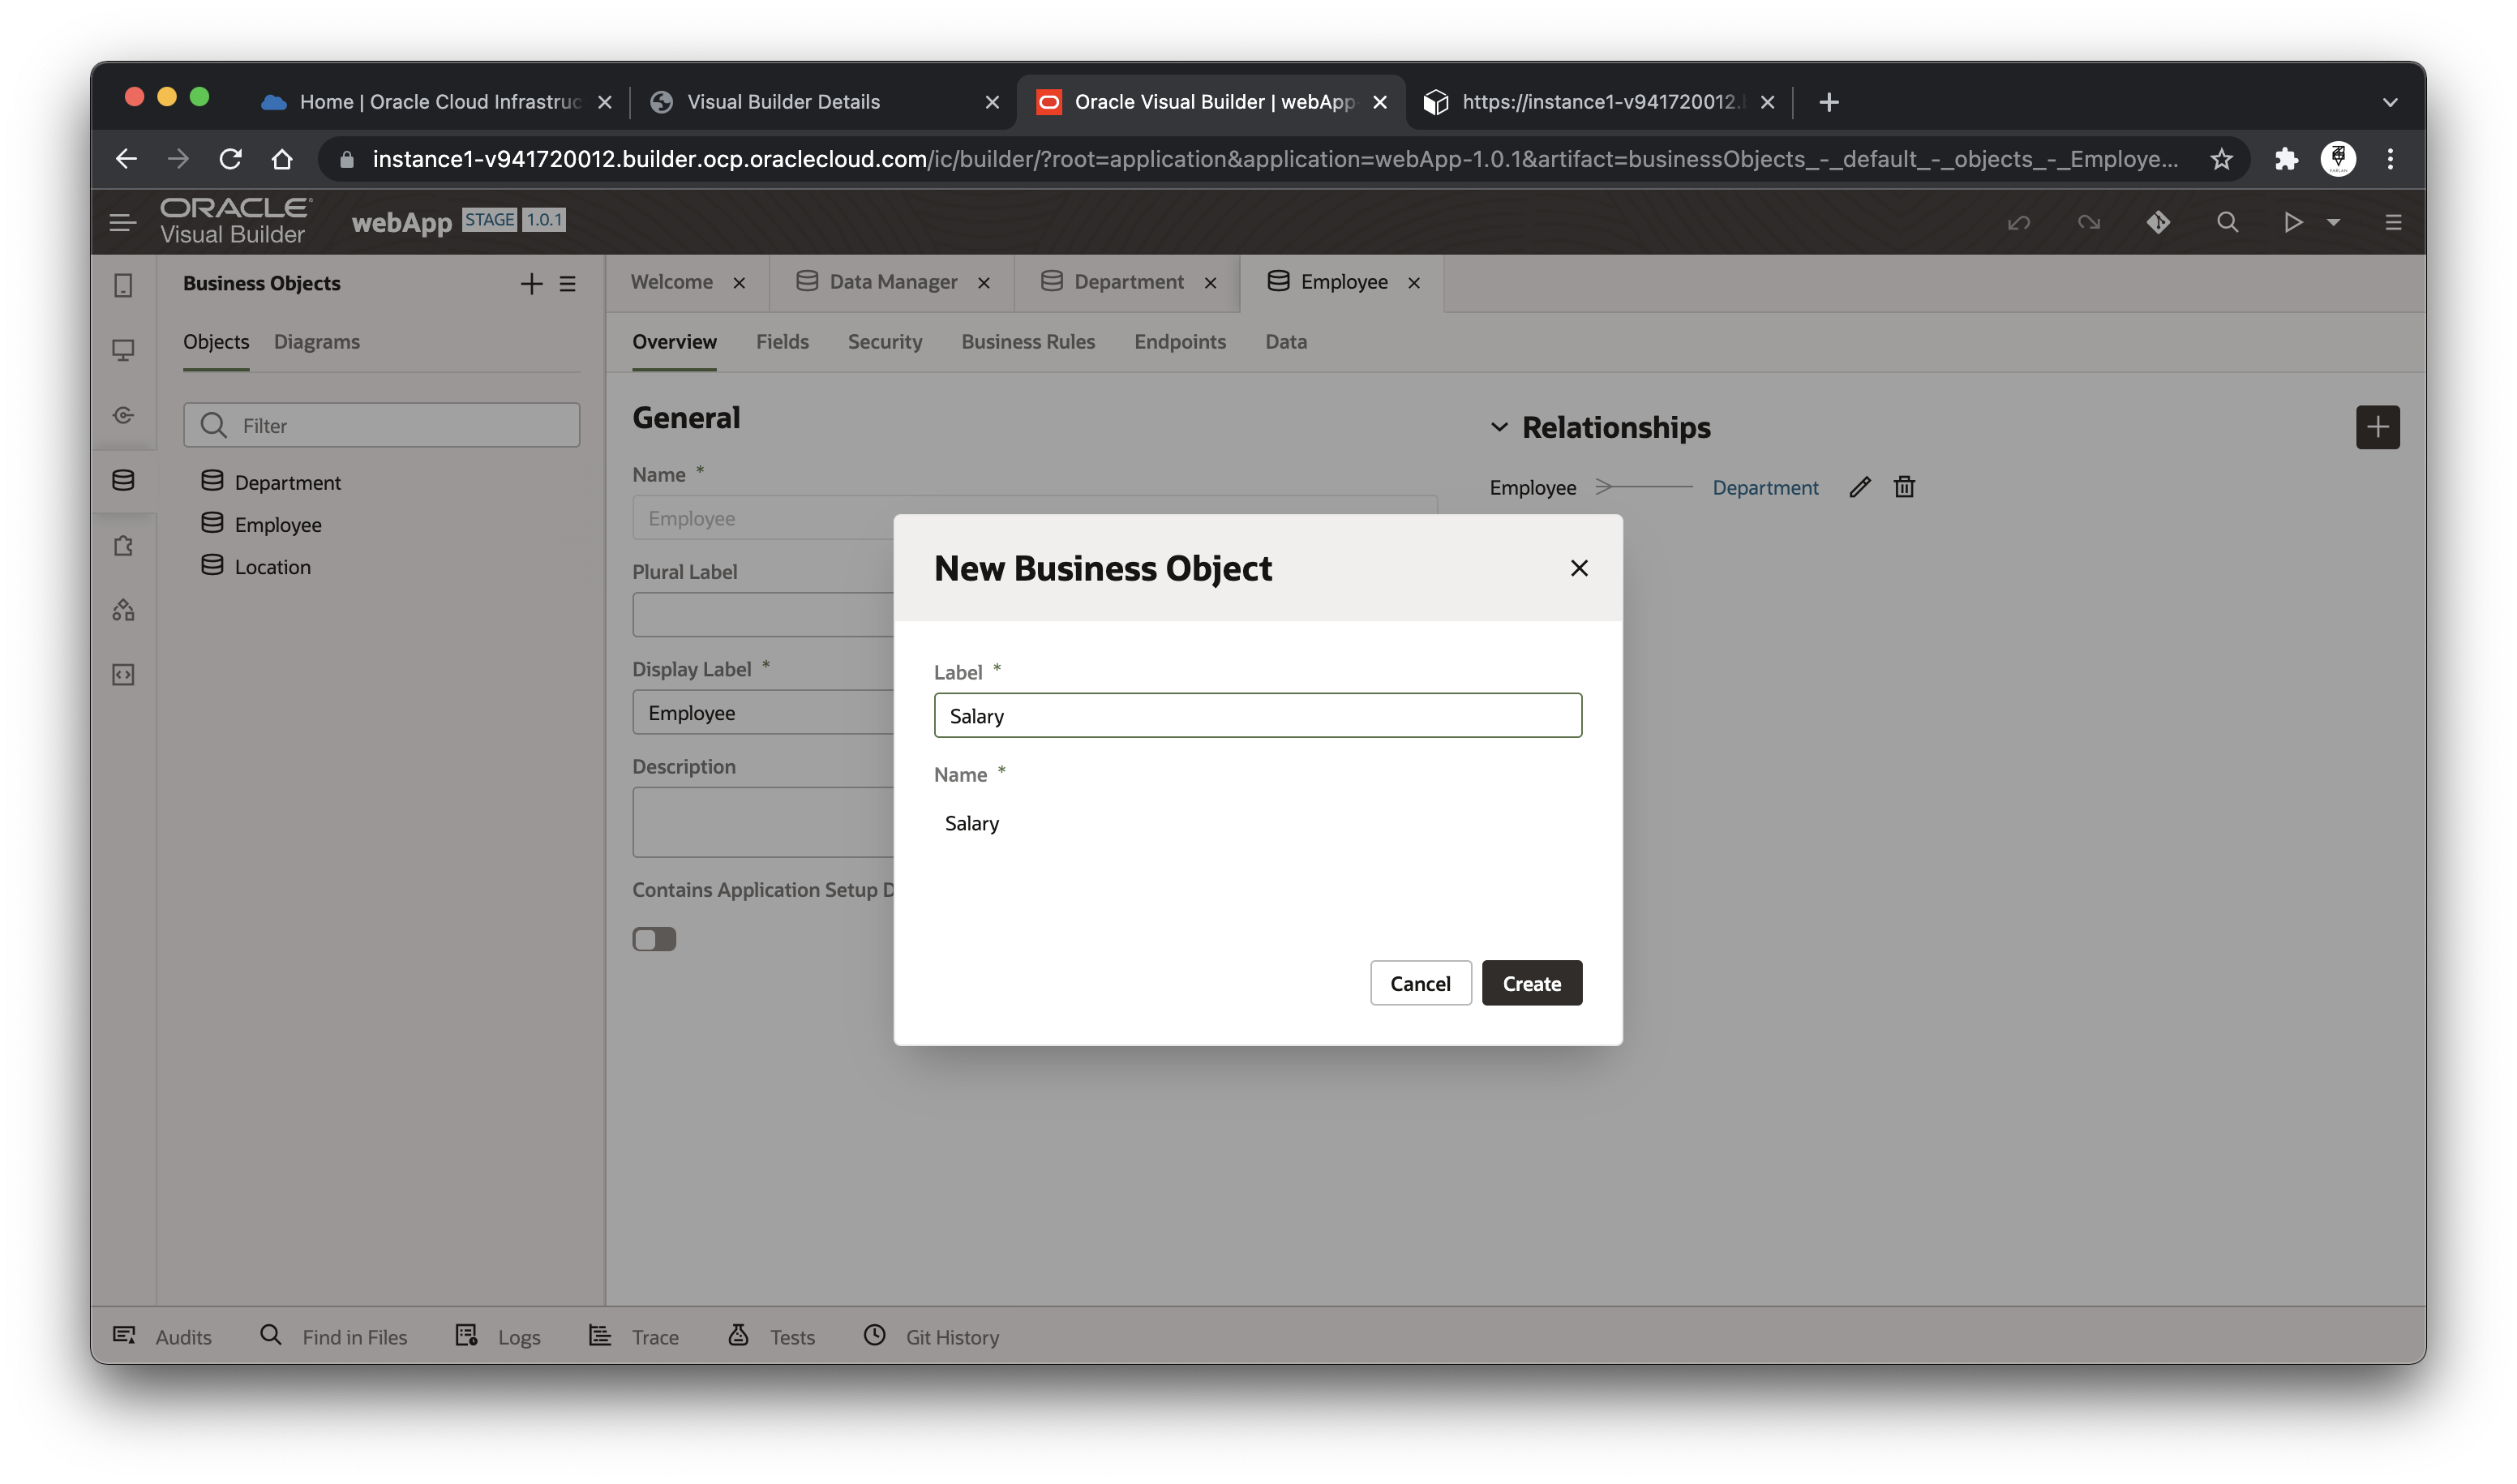 Home | Oracle Cloud Infrastruc
Visual Builder Details
Oracle Visual Builder | webApp
https://instance1-v941720012.
instance1-v941720012.builder.ocp.oraclecloud.com/ic/builder/?root=application&application=webApp-1.0.1&artifact=businessObjects_-_default_-_objects_-_Employe...
ORACLE
Visual Builder
webApp STAGE 1.0.1
Business Objects
Welcome
Data Manager
Department
Employee
Objects
Diagrams
Overview
Fields
Security
Business Rules
Endpoints
Data
Filter
Department
Employee
Location
General
Name *
Employee
Plural Label
Display Label *
Employee
Description
Contains Application Setup D
Relationships
Employee
Department
New Business Object
Label *
Salary
Name *
Salary
Cancel
Create
Audits
Find in Files
Logs
Trace
Tests
Git History